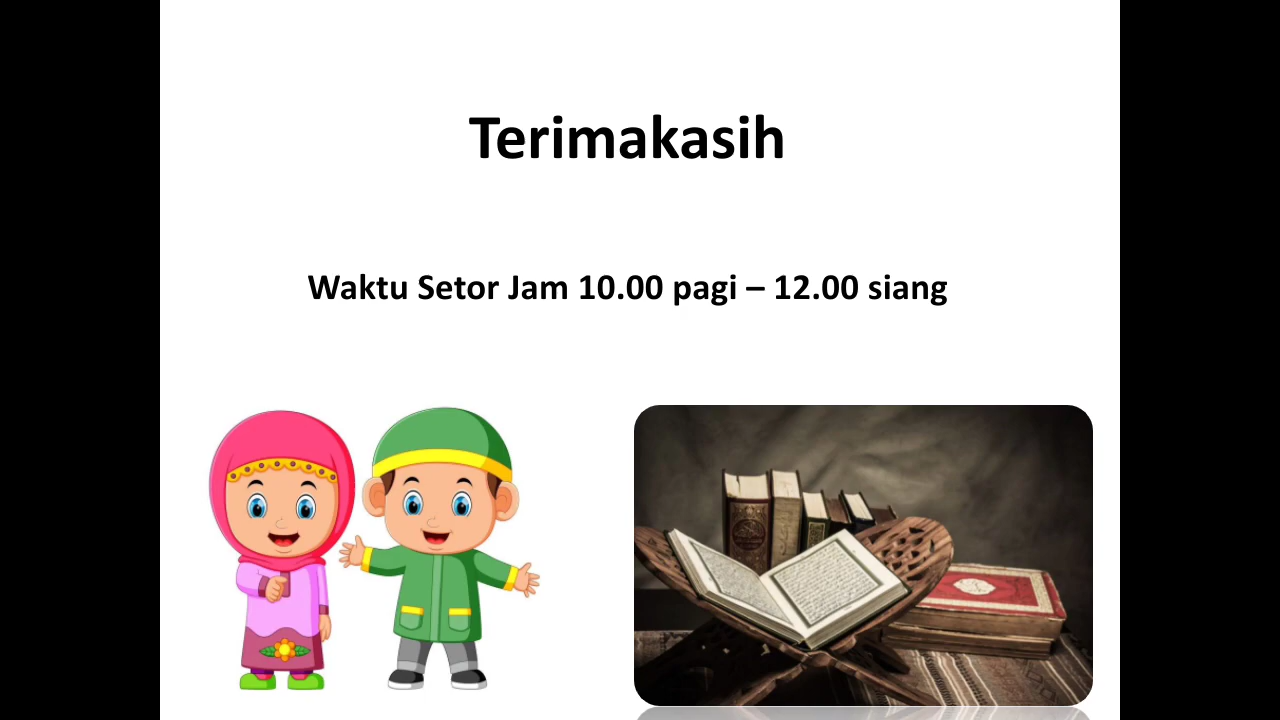 Terimakasih
Waktu Setor Jam 10.00 pagi – 12.00 siang